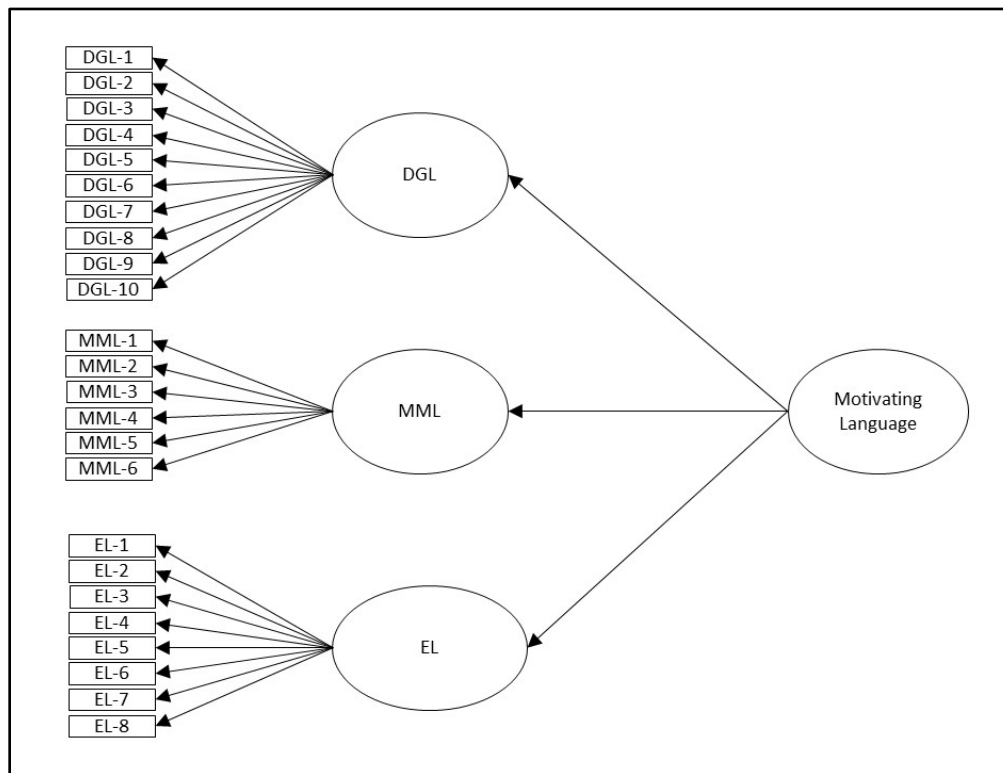 DGL-1
DGL-2
DGL-3
DGL-4
DGL-5
DGL-6
DGL-7
DGL-8
DGL-9
DGL-10
DGL
MML-1
MML-2
MML-3
MML-4
MML-5
MML-6
MML
Motivating
Language
EL-1
EL-2
EL-3
EL-4
EL-5
EL-6
EL-7
EL-8
EL